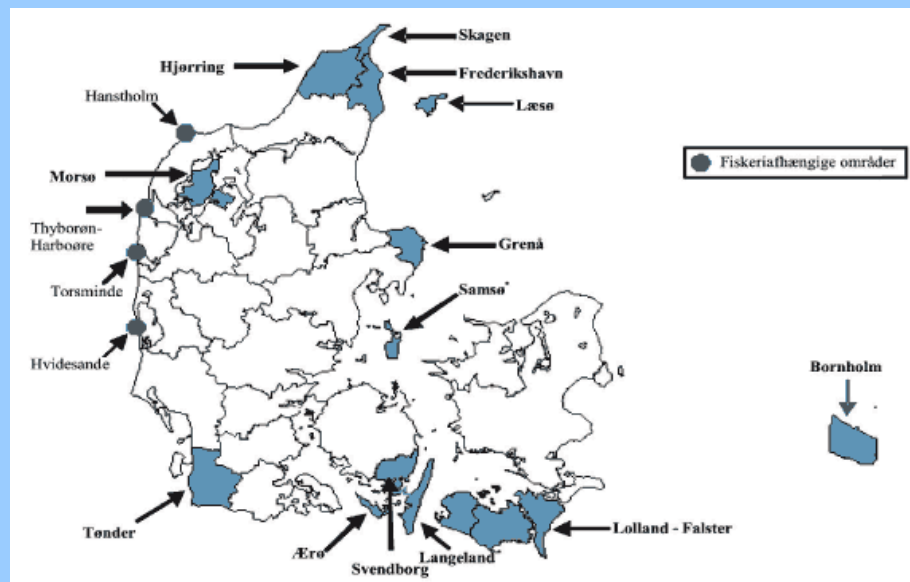 Skagen
Hjørring
Frederikshavn
Hanstholm
Læsø
Fiskeriafhængige områder
Morsø
Thyborøn-
Harboøre
Grenå
Torsminde
Samsø*
Hvidesande
Bornholm
Tønder
Ærø
Svendborg
Langeland
Lolland - Falster